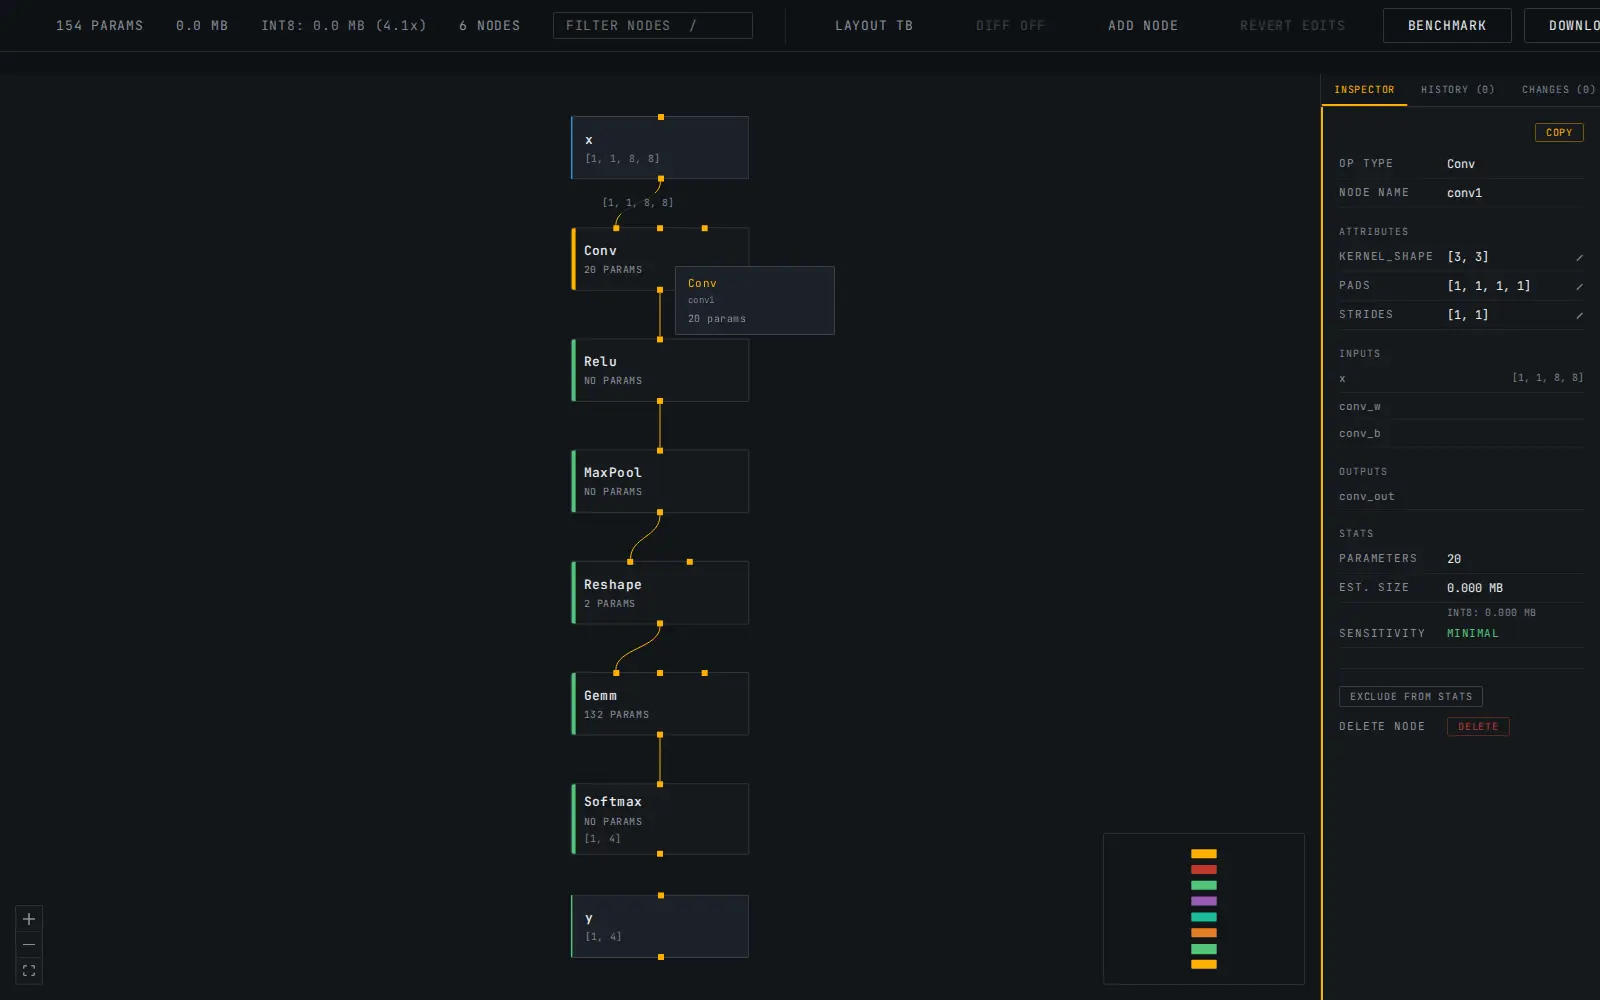 154 PARAMS
0.0 MB
INT8: 0.0 MB (4.1x)
6 NODES
FILTER NODES /
LAYOUT TB
DIFF OFF
ADD NODE
REVERT EDITS
BENCHMARK
DOWNLO
x
[1, 1, 8, 8]
[1, 1, 8, 8]
Conv
20 PARAMS
Conv
conv1
20 params
Relu
NO PARAMS
MaxPool
NO PARAMS
Reshape
2 PARAMS
Gemm
132 PARAMS
Softmax
NO PARAMS
[1, 4]
y
[1, 4]
INSPECTOR
HISTORY (0)
CHANGES (0)
COPY
OP TYPE Conv
NODE NAME conv1
ATTRIBUTES
KERNEL_SHAPE [3, 3]
PADS [1, 1, 1, 1]
STRIDES [1, 1]
INPUTS
x [1, 1, 8, 8]
conv_w
conv_b
OUTPUTS
conv_out
STATS
PARAMETERS 20
EST. SIZE 0.000 MB
INT8: 0.000 MB
SENSITIVITY MINIMAL
EXCLUDE FROM STATS
DELETE NODE DELETE